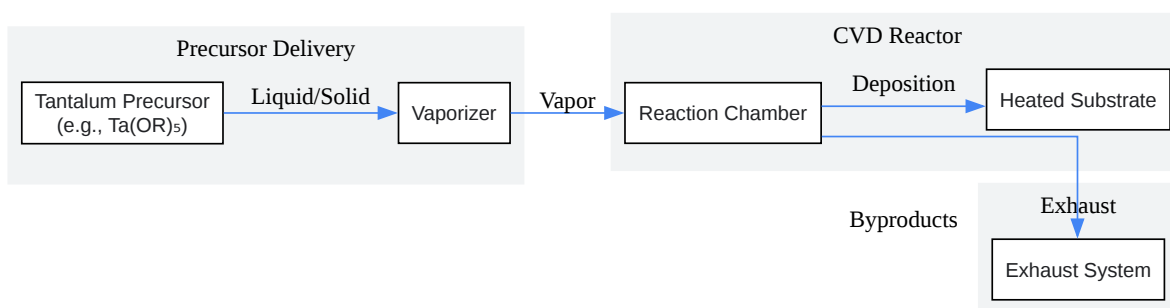 Precursor Delivery
Tantalum Precursor
(e.g., Ta(OR)₅)
Liquid/Solid
Vaporizer
Vapor
CVD Reactor
Reaction Chamber
Deposition
Heated Substrate
Byproducts
Exhaust
Exhaust System